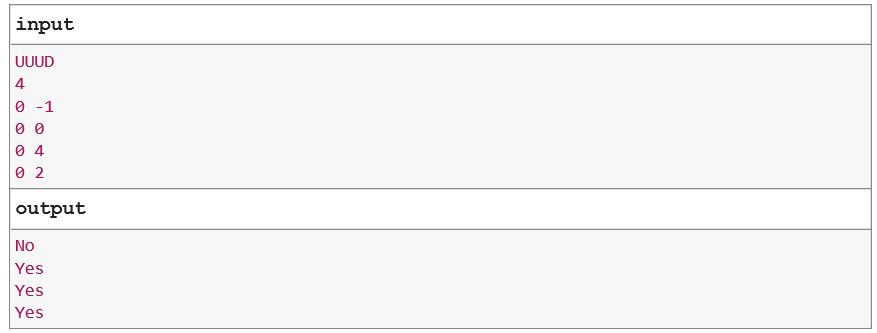 input
UUUD
4
0 -1
0 0
0 4
0 2
output
No
Yes
Yes
Yes